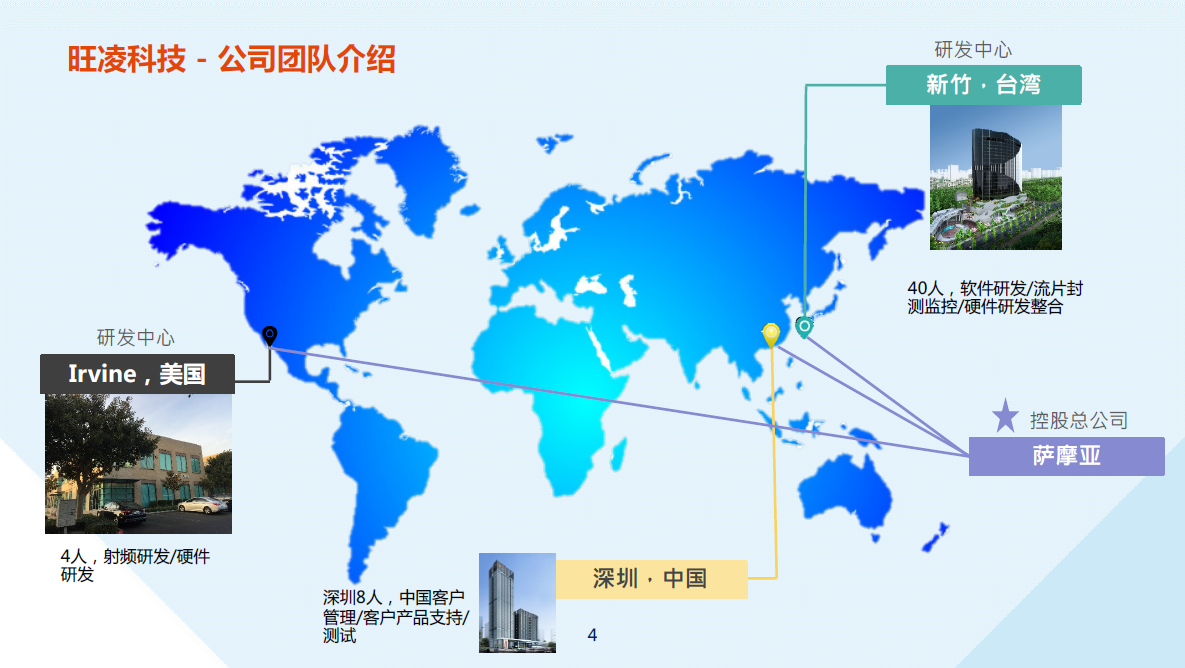 旺凌科技 - 公司团队介绍
研发中心
新竹·台湾
40人，软件研发/流片封
测监控/硬件研发整合
研发中心
Irvine，美国
4人，射频研发/硬件
研发
控股总公司
萨摩亚
深圳·中国
深圳8人，中国客户
管理/客户产品支持/
测试
4